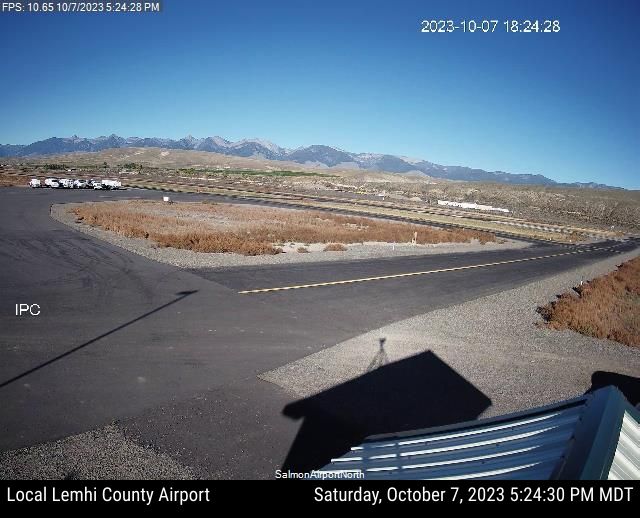 FPS: 10.65 10/7/2023 5:24:28 PM
2023-10-07 18:24:28
IPC
SalmonAirportNorth
Local Lemhi County Airport
Saturday, October 7, 2023 5:24:30 PM MDT